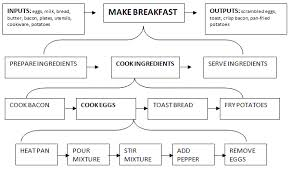 INPUTS: eggs, milk, bread,
butter, bacon, plates, utensils,
cookware, potatoes
MAKE BREAKFAST
OUTPUTS: scrambled eggs,
toast, crisp bacon, pan-fried
potatoes
PREPARE INGREDIENTS
COOK INGREDIENTS
SERVE INGREDIENTS
COOK BACON
COOK EGGS
TOAST BREAD
FRY POTATOES
HEAT PAN
POUR
MIXTURE
STIR
MIXTURE
ADD
PEPPER
REMOVE
EGGS